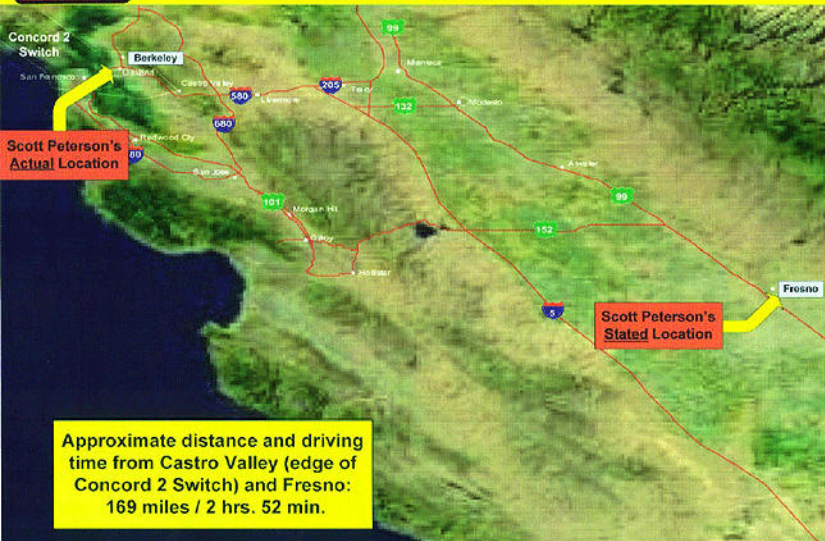 Concord 2
Switch
Berkeley
San Francisco
Oakland
Castro Valley
580
Livermore
205
Tracy
99
Manteca
132
Modesto
680
Redwood City
80
San Jose
Scott Peterson's
Actual Location
101
Morgan Hill
Gilroy
Hollister
Atwater
99
152
Fresno
5
Scott Peterson's
Stated Location
Approximate distance and driving
time from Castro Valley (edge of
Concord 2 Switch) and Fresno:
169 miles / 2 hrs. 52 min.